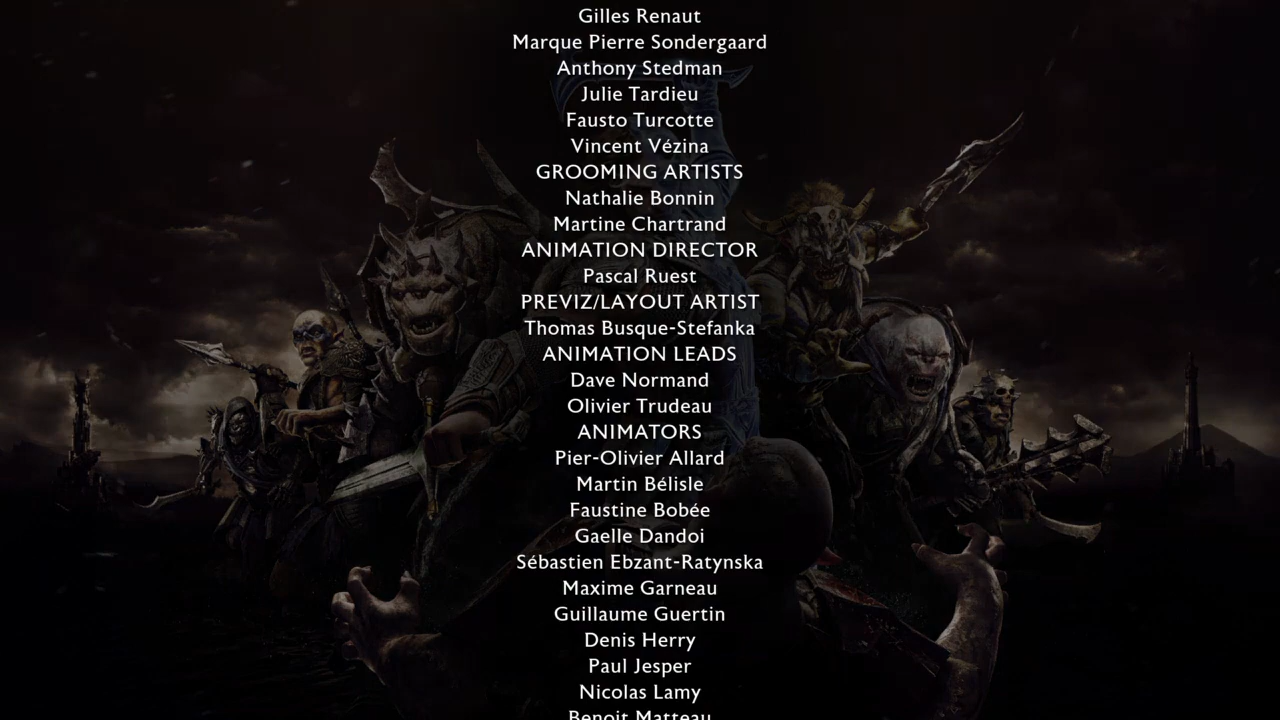 Gilles Renaut
Marque Pierre Sondergaard
Anthony Stedman
Julie Tardieu
Fausto Turcotte
Vincent Vézina
GROOMING ARTISTS
Nathalie Bonnin
Martine Chartrand
ANIMATION DIRECTOR
Pascal Ruest
PREVIZ/LAYOUT ARTIST
Thomas Busque-Stefanka
ANIMATION LEADS
Dave Normand
Olivier Trudeau
ANIMATORS
Pier-Olivier Allard
Martin Bélisle
Faustine Bobée
Gaelle Dandoi
Sébastien Ebzant-Ratynska
Maxime Garneau
Guillaume Guertin
Denis Herry
Paul Jesper
Nicolas Lamy
Benoit Matteau